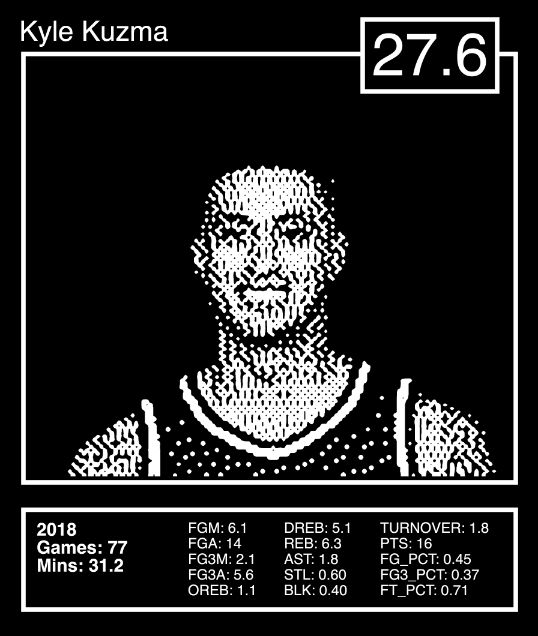 Kyle Kuzma
27.6
2018
Games: 77
Mins: 31.2
FGM: 6.1
FGA: 14
FG3M: 2.1
FG3A: 5.6
OREB: 1.1
DREB: 5.1
REB: 6.3
AST: 1.8
STL: 0.60
BLK: 0.40
TURNOVER: 1.8
PTS: 16
FG_PCT: 0.45
FG3_PCT: 0.37
FT_PCT: 0.71